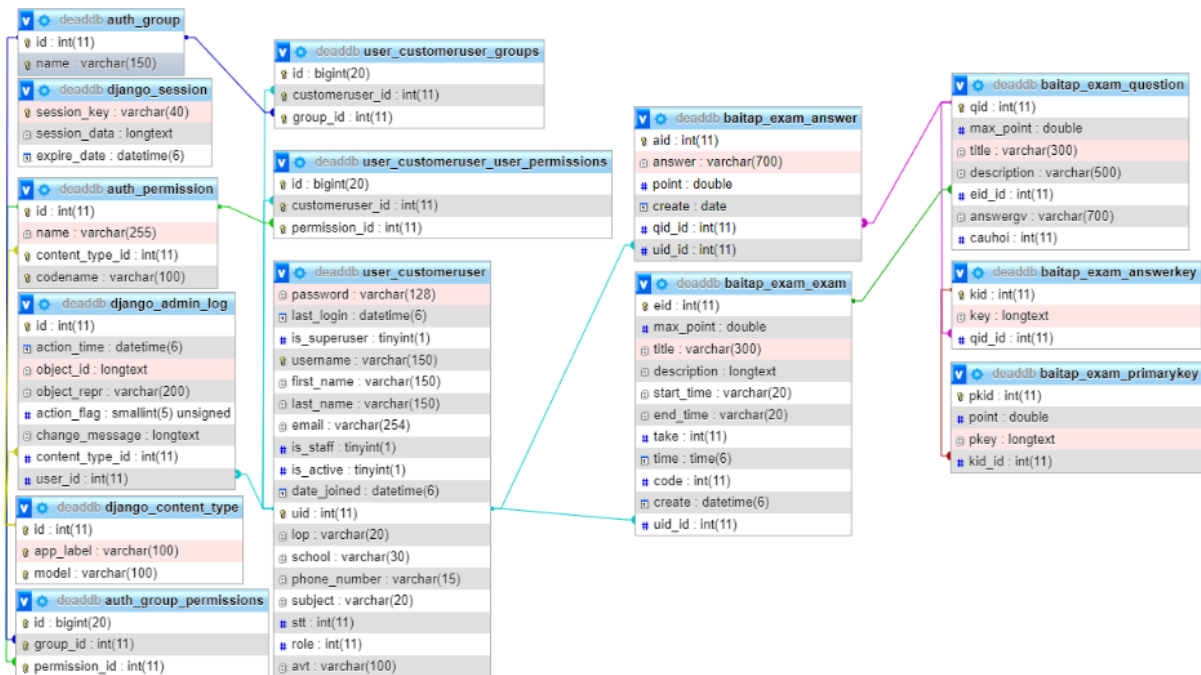 deaddb auth_group
id : int(11)
name : varchar(150)
deaddb django_session
session_key : varchar(40)
session_data : longtext
expire_date : datetime(6)
deaddb auth_permission
id : int(11)
name : varchar(255)
content_type_id : int(11)
codename : varchar(100)
deaddb django_admin_log
id : int(11)
action_time : datetime(6)
object_id : longtext
object_repr : varchar(200)
action_flag : smallint(5) unsigned
change_message : longtext
content_type_id : int(11)
user_id : int(11)
deaddb django_content_type
id : int(11)
app_label : varchar(100)
model : varchar(100)
deaddb auth_group_permissions
id : bigint(20)
group_id : int(11)
permission_id : int(11)
deaddb user_customeruser_groups
id : bigint(20)
customeruser_id : int(11)
group_id : int(11)
deaddb user_customeruser_user_permissions
id : bigint(20)
customeruser_id : int(11)
permission_id : int(11)
deaddb user_customeruser
password : varchar(128)
last_login : datetime(6)
is_superuser : tinyint(1)
username : varchar(150)
first_name : varchar(150)
last_name : varchar(150)
email : varchar(254)
is_staff : tinyint(1)
is_active : tinyint(1)
date_joined : datetime(6)
uid : int(11)
lop : varchar(20)
school : varchar(30)
phone_number : varchar(15)
subject : varchar(20)
stt : int(11)
role : int(11)
avt : varchar(100)
deaddb baitap_exam_answer
aid : int(11)
answer : varchar(700)
point : double
create : date
qid_id : int(11)
uid_id : int(11)
deaddb baitap_exam_exam
eid : int(11)
max_point : double
title : varchar(300)
description : longtext
start_time : varchar(20)
end_time : varchar(20)
take : int(11)
time : time(6)
code : int(11)
create : datetime(6)
uid_id : int(11)
deaddb baitap_exam_question
qid : int(11)
max_point : double
title : varchar(300)
description : varchar(500)
eid_id : int(11)
answergv : varchar(700)
cauhoi : int(11)
deaddb baitap_exam_answerkey
kid : int(11)
key : longtext
qid_id : int(11)
deaddb baitap_exam_primarykey
pkid : int(11)
point : double
pkey : longtext
kid_id : int(11)